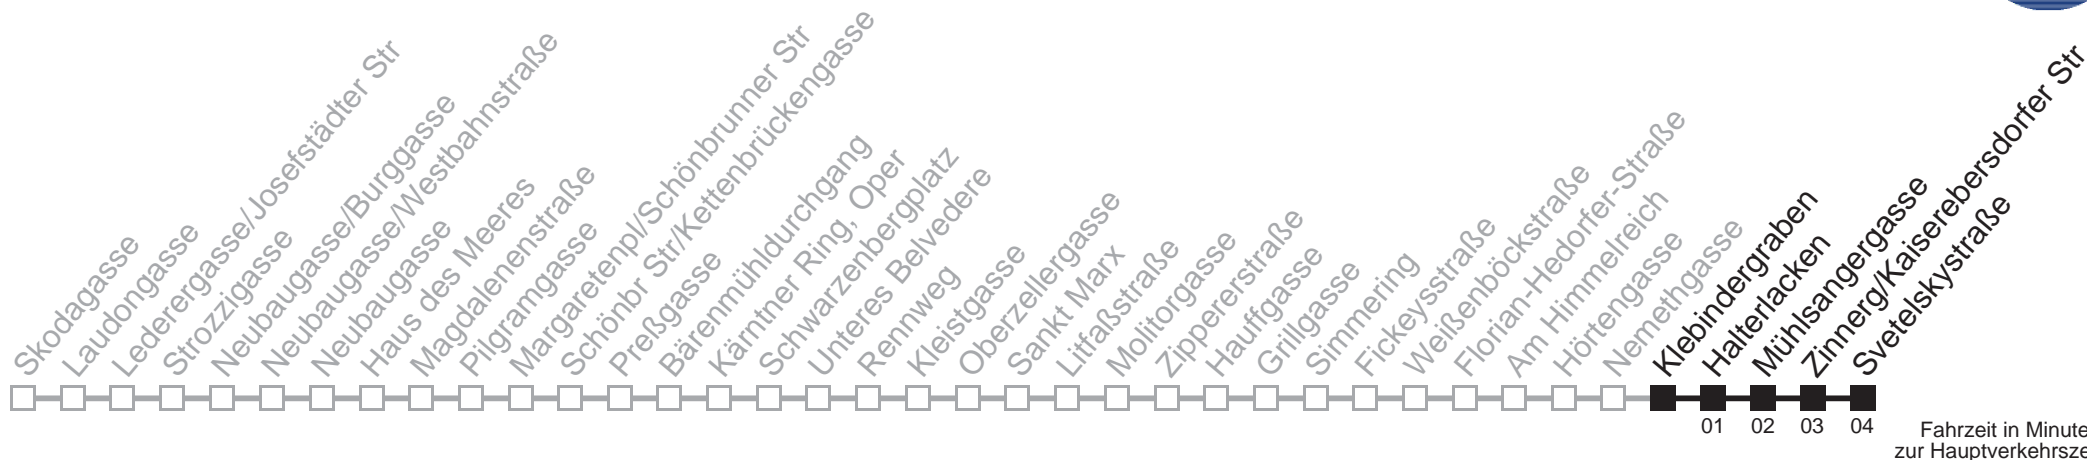 Skodagasse
Laudongasse
Lederergasse/Josefstädter Str
Strozzigasse
Neubaugasse/Burggasse
Neubaugasse/Westbahnstraße
Neubaugasse
Haus des Meeres
Magdalenenstraße
Pilgramgasse
Margaretenpl/Schönbrunner Str
Schönbr Str/Kettenbrückengasse
Preßgasse
Bärenmühldurchgang
Kärntner Ring, Oper
Schwarzenbergplatz
Unteres Belvedere
Rennweg
Kleistgasse
Oberzellergasse
Sankt Marx
Litfaßstraße
Molitorgasse
Zippererstraße
Hauffgasse
Grillgasse
Simmering
Fickeysstraße
Weißenböckstraße
Florian-Hedorfer-Straße
Am Himmelreich
Hörtengasse
Nemethgasse
Klebindergraben
Halterlacken
Mühlsangergasse
Zinnerg/Kaiserebersdorfer Str
Svetelskystraße
01 02 03 04
Fahrzeit in Minute
zur Hauptverkehrsze